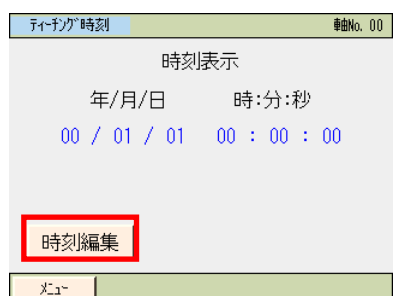 ﾃｨｰﾁﾝｸﾞ時刻 軸No. 00
時刻表示
年/月/日 時:分:秒
00 / 01 / 01 00 : 00 : 00
時刻編集
ﾒﾆｭｰ